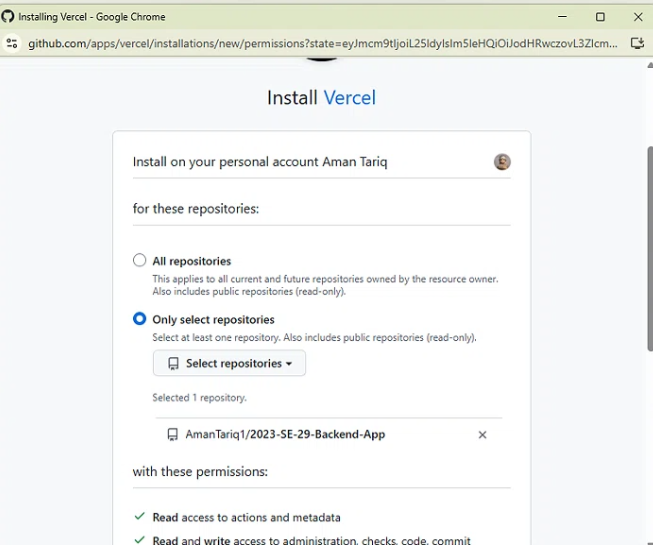 Installing Vercel - Google Chrome
github.com/apps/vercel/installations/new/permissions?state=eyJmcm9tIjoiL25ldyIsIm5leHQiOiJodHRwczovL3Zlcm...
Install Vercel
Install on your personal account Aman Tariq
for these repositories:
All repositories
This applies to all current and future repositories owned by the resource owner.
Also includes public repositories (read-only).
Only select repositories
Select at least one repository. Also includes public repositories (read-only).
Select repositories
Selected 1 repository.
AmanTariq1/2023-SE-29-Backend-App
with these permissions:
Read access to actions and metadata
Read and write access to administration, checks, code, commit